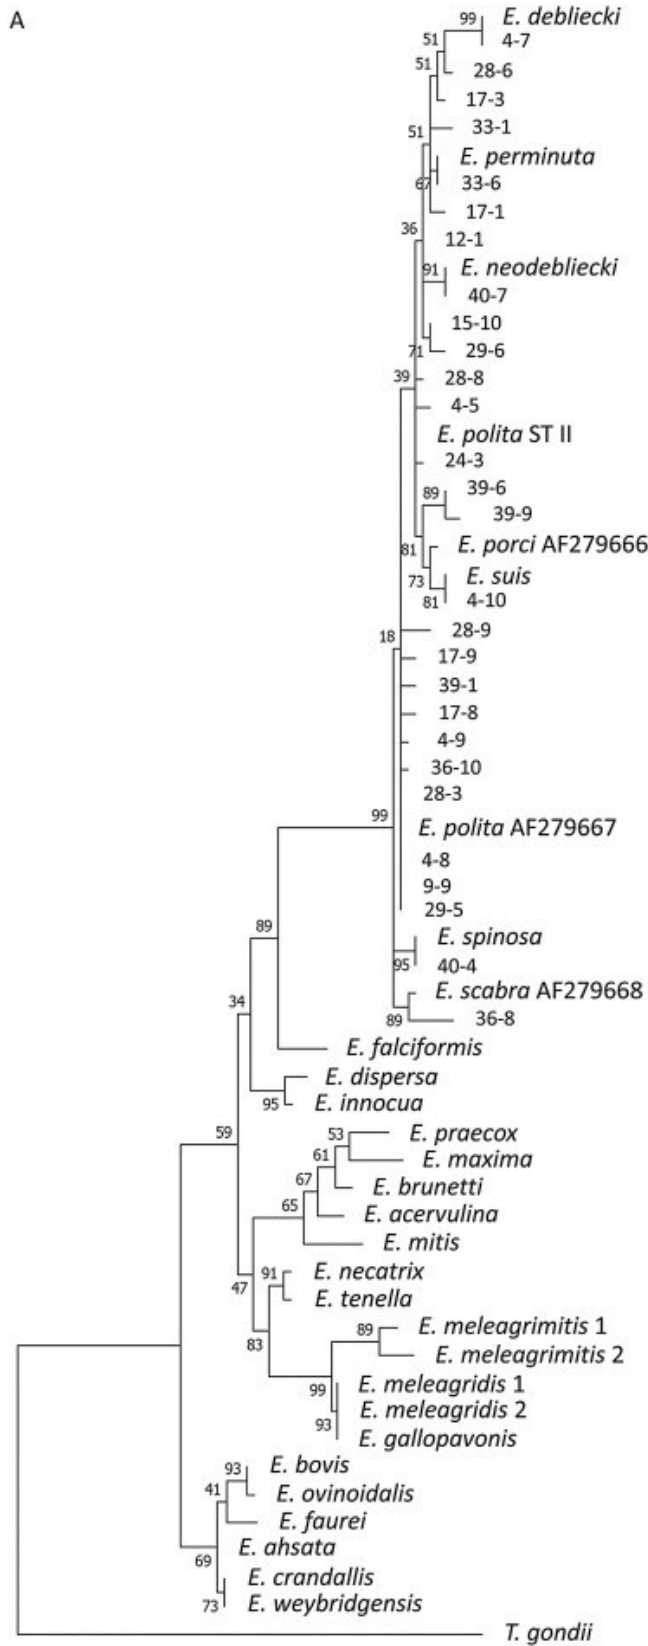 A
99
E. debliecki
51
4-7
51
28-6
17-3
51
33-1
E. perminuta
67
33-6
17-1
36
12-1
91
E. neodebliecki
40-7
15-10
71
29-6
39
28-8
4-5
E. polita ST II
24-3
89
39-6
39-9
81
E. porci AF279666
73
E. suis
81
4-10
18
28-9
17-9
39-1
17-8
4-9
36-10
28-3
99
E. polita AF279667
4-8
9-9
29-5
89
E. spinosa
95
40-4
E. scabra AF279668
34
89
36-8
E. falciformis
E. dispersa
95
E. innocua
59
53
E. praecox
61
E. maxima
67
E. brunetti
65
E. acervulina
E. mitis
47
91
E. necatrix
E. tenella
83
89
E. meleagrimitis 1
E. meleagrimitis 2
99
E. meleagridis 1
E. meleagridis 2
93
E. gallopavonis
93
E. bovis
41
E. ovinoidalis
E. faurei
69
E. ahsata
E. crandallis
73
E. weybridgensis
T. gondii